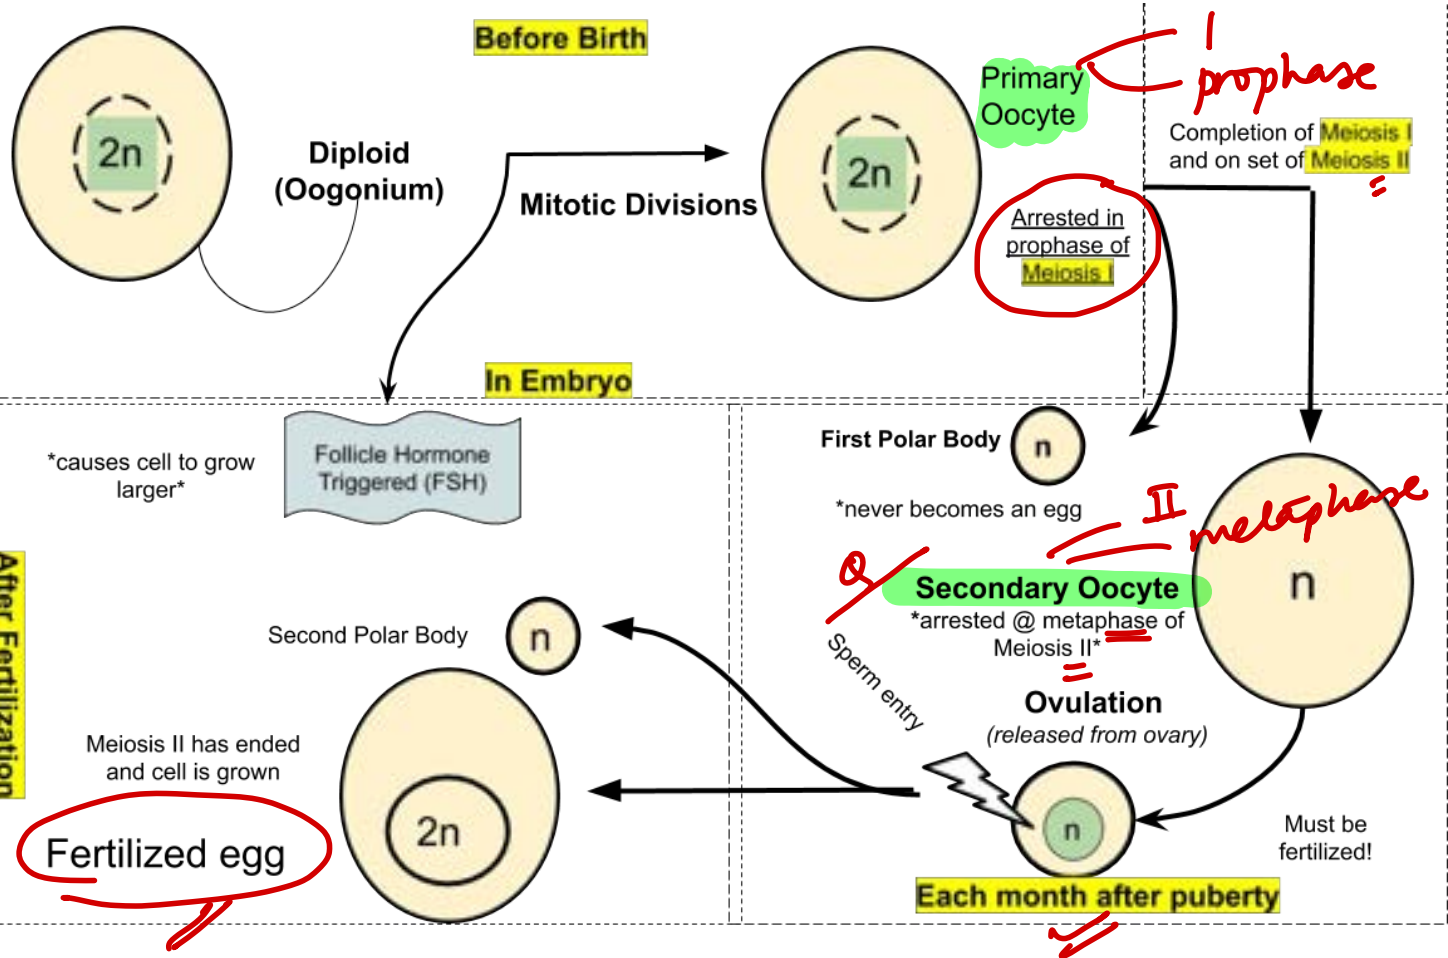 Before Birth
2n
Diploid
(Oogonium)
Mitotic Divisions
2n
Primary
Oocyte
I
prophase
Completion of Meiosis I
and on set of Meiosis II
Arrested in
prophase of
Meiosis I
In Embryo
*causes cell to grow
larger*
Follicle Hormone
Triggered (FSH)
First Polar Body
n
*never becomes an egg
II
metaphase
n
Q
Secondary Oocyte
*arrested @ metaphase of
Meiosis II*
Sperm entry
Ovulation
(released from ovary)
n
Must be
fertilized!
Each month after puberty
After Fertilization
Second Polar Body
n
Meiosis II has ended
and cell is grown
Fertilized egg
2n